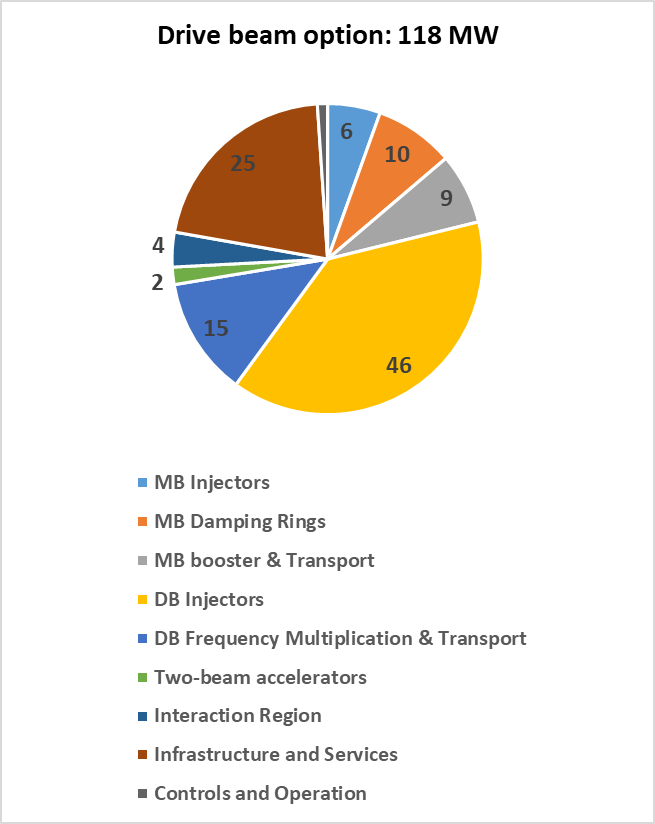 Drive beam option: 118 MW
6
10
9
46
15
2
4
25
MB Injectors
MB Damping Rings
MB booster & Transport
DB Injectors
DB Frequency Multiplication & Transport
Two-beam accelerators
Interaction Region
Infrastructure and Services
Controls and Operation